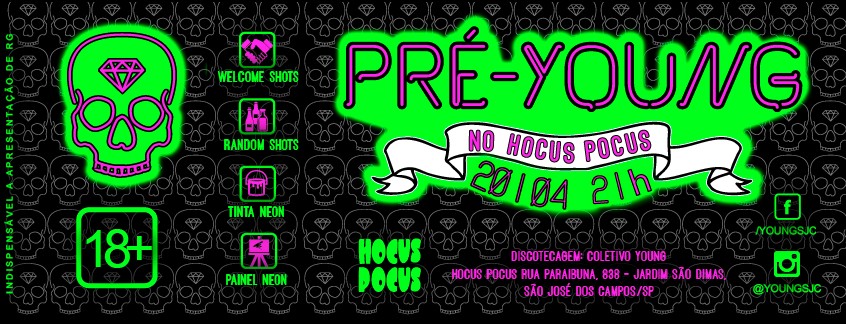 INDISPENSÁVEL A APRESENTAÇÃO DE RG
18+
WELCOME SHOTS
RANDOM SHOTS
TINTA NEON
PAINEL NEON
PRÉ-YOUNG
NO HOCUS POCUS
20|04 21h
HOCUS
POCUS
DISCOTECAGEM: COLETIVO YOUNG
HOCUS POCUS RUA PARAIBUNA, 838 - JARDIM SÃO DIMAS,
SÃO JOSÉ DOS CAMPOS/SP
f
/YOUNGSJC
@YOUNGSJC